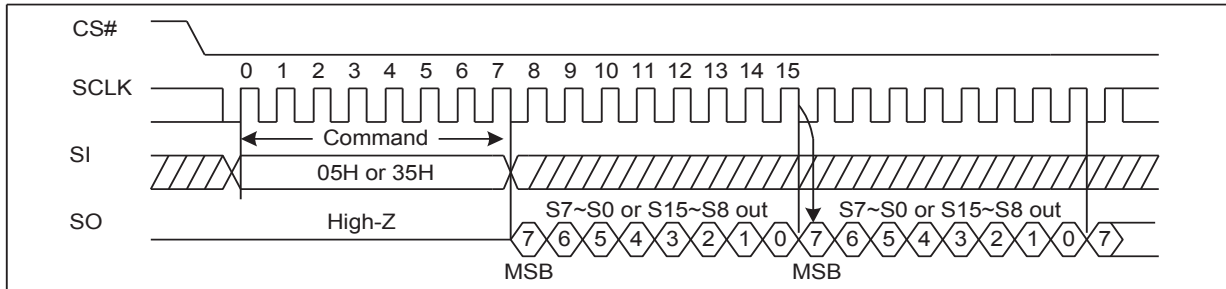 CS#
0 1 2 3 4 5 6 7 8 9 10 11 12 13 14 15
SCLK
Command
SI
05H or 35H
S7~S0 or S15~S8 out S7~S0 or S15~S8 out
SO
High-Z
7 6 5 4 3 2 1 0 7 6 5 4 3 2 1 0 7
MSB MSB